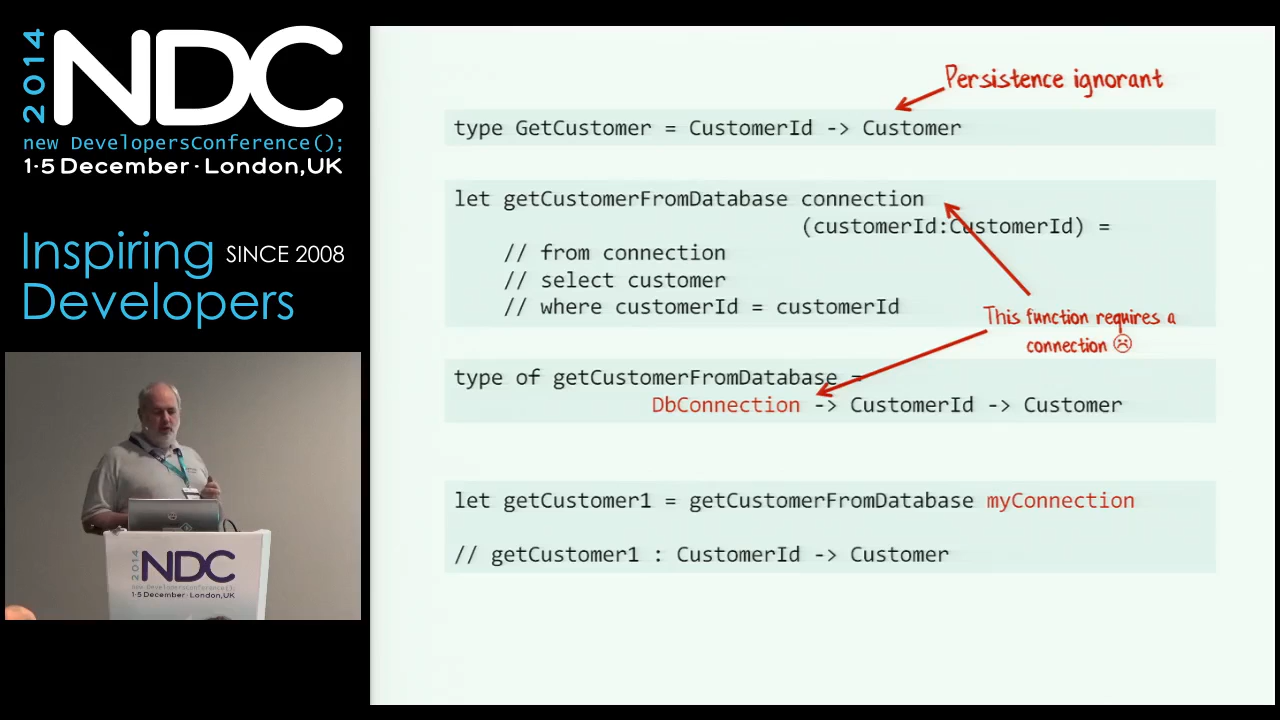 2014 NDC
new DevelopersConference();
1-5 December · London,UK
Inspiring SINCE 2008
Developers
2014 NDC
new DevelopersConference();
1-5 December · London,UK
Persistence ignorant
type GetCustomer = CustomerId -> Customer
let getCustomerFromDatabase connection
(customerId:CustomerId) =
// from connection
// select customer
// where customerId = customerId
This function requires a
connection ☹
type of getCustomerFromDatabase =
DbConnection -> CustomerId -> Customer
let getCustomer1 = getCustomerFromDatabase myConnection
// getCustomer1 : CustomerId -> Customer